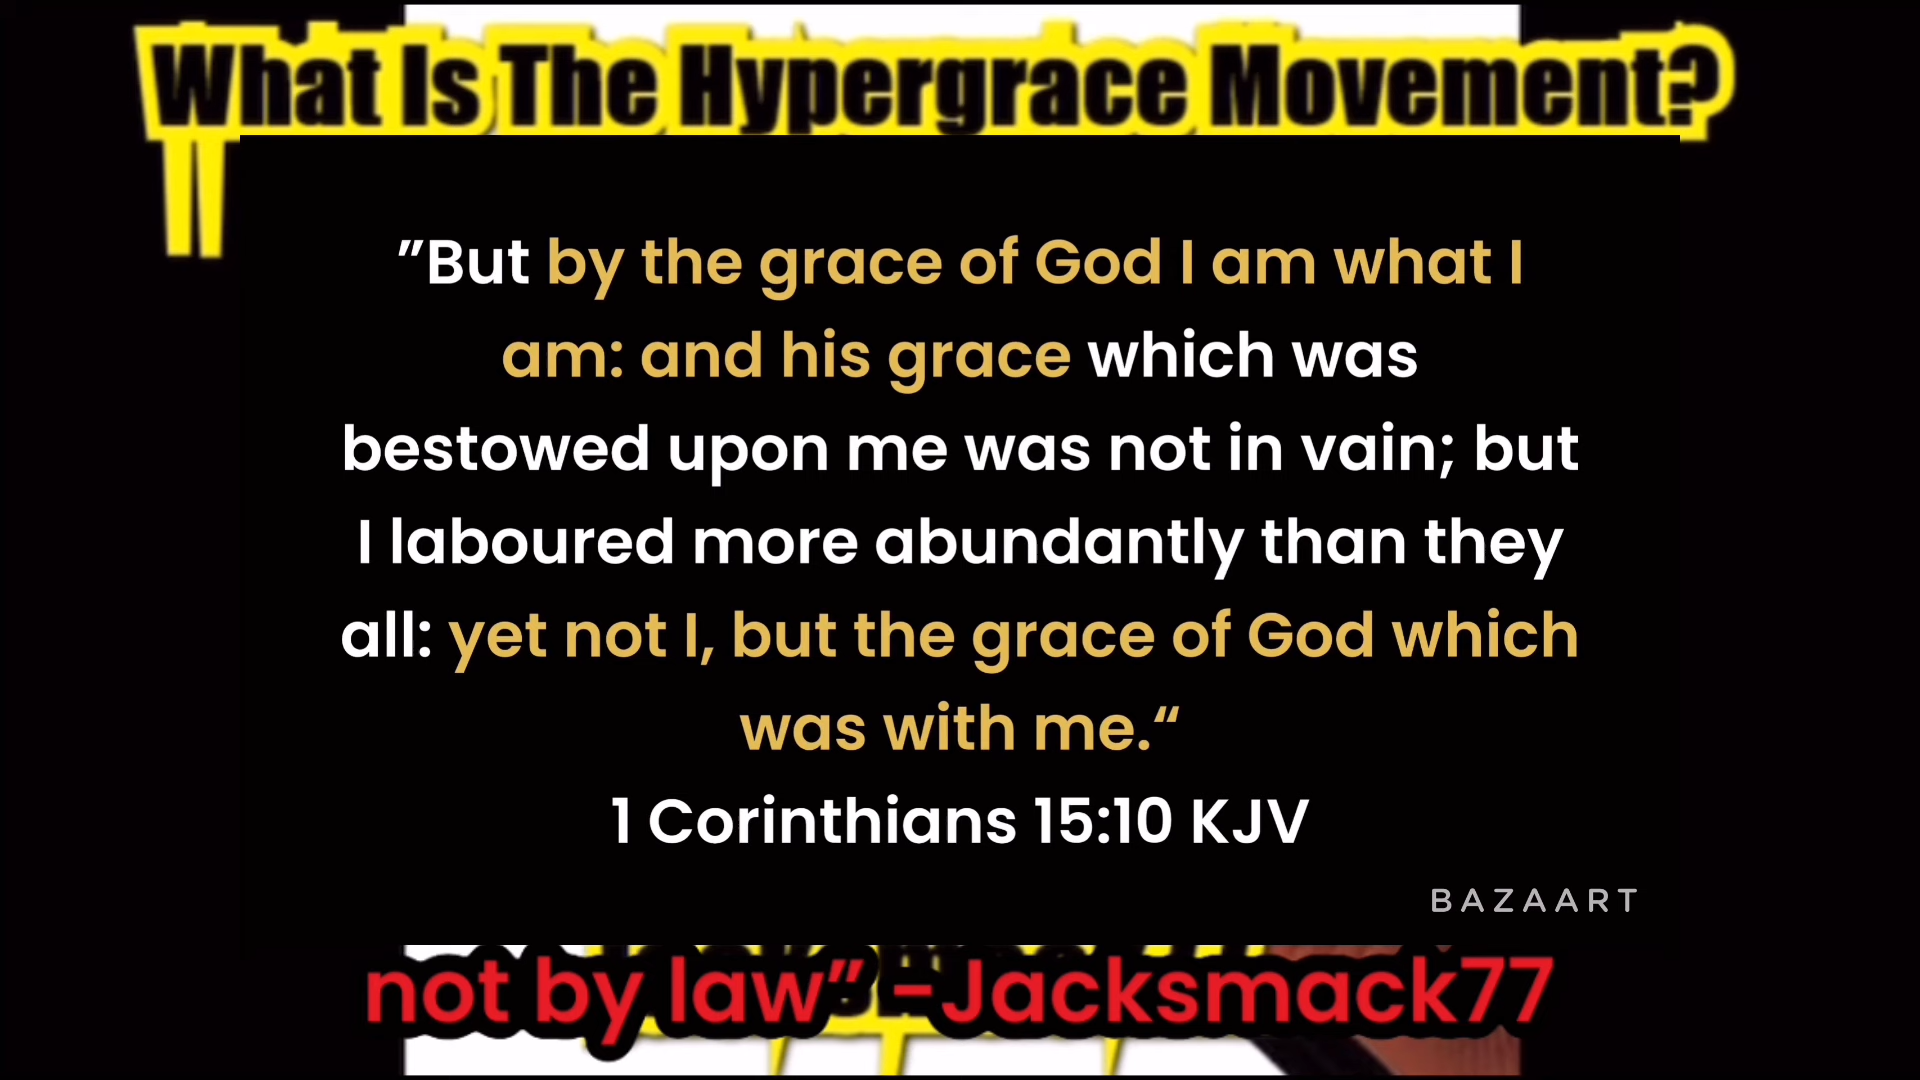 What Is The Hypergrace Movement?
”But by the grace of God I am what I
am: and his grace which was
bestowed upon me was not in vain; but
I laboured more abundantly than they
all: yet not I, but the grace of God which
was with me.“
1 Corinthians 15:10 KJV
BAZAART
not by law” -Jacksmack77